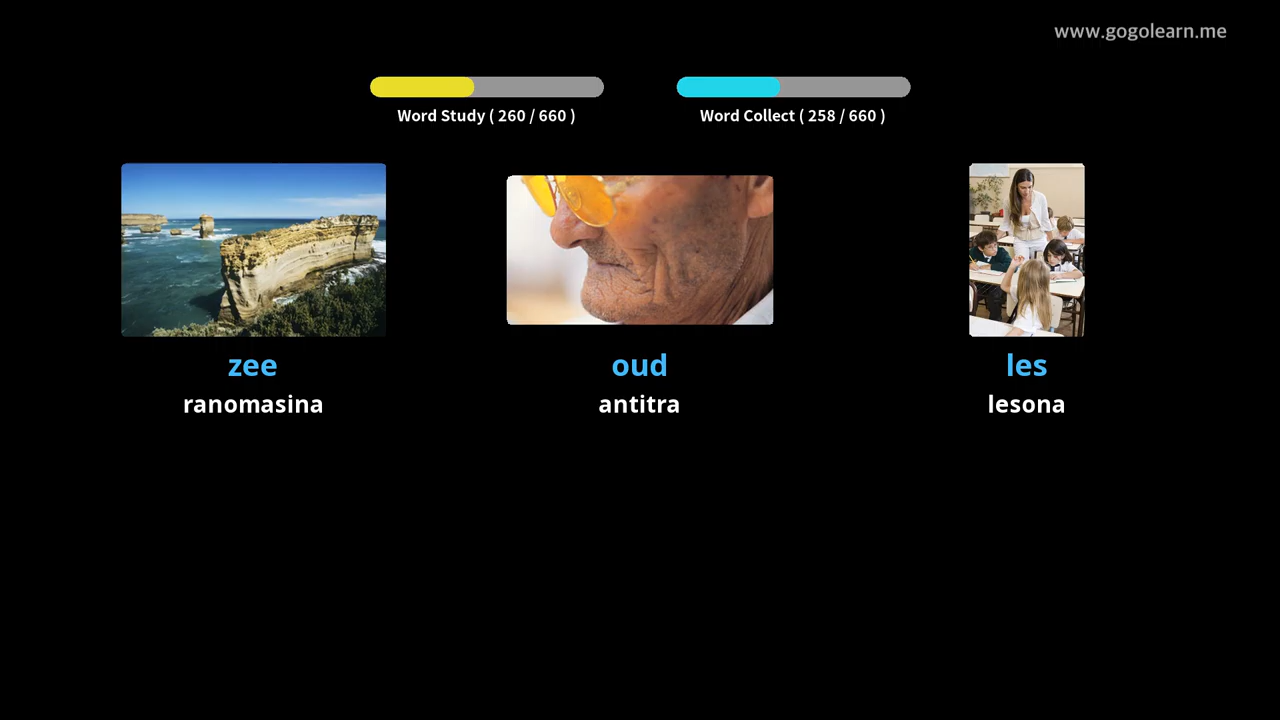 www.gogolearn.me
Word Study ( 260 / 660 )
Word Collect ( 258 / 660 )
zee
oud
les
ranomasina
antitra
lesona